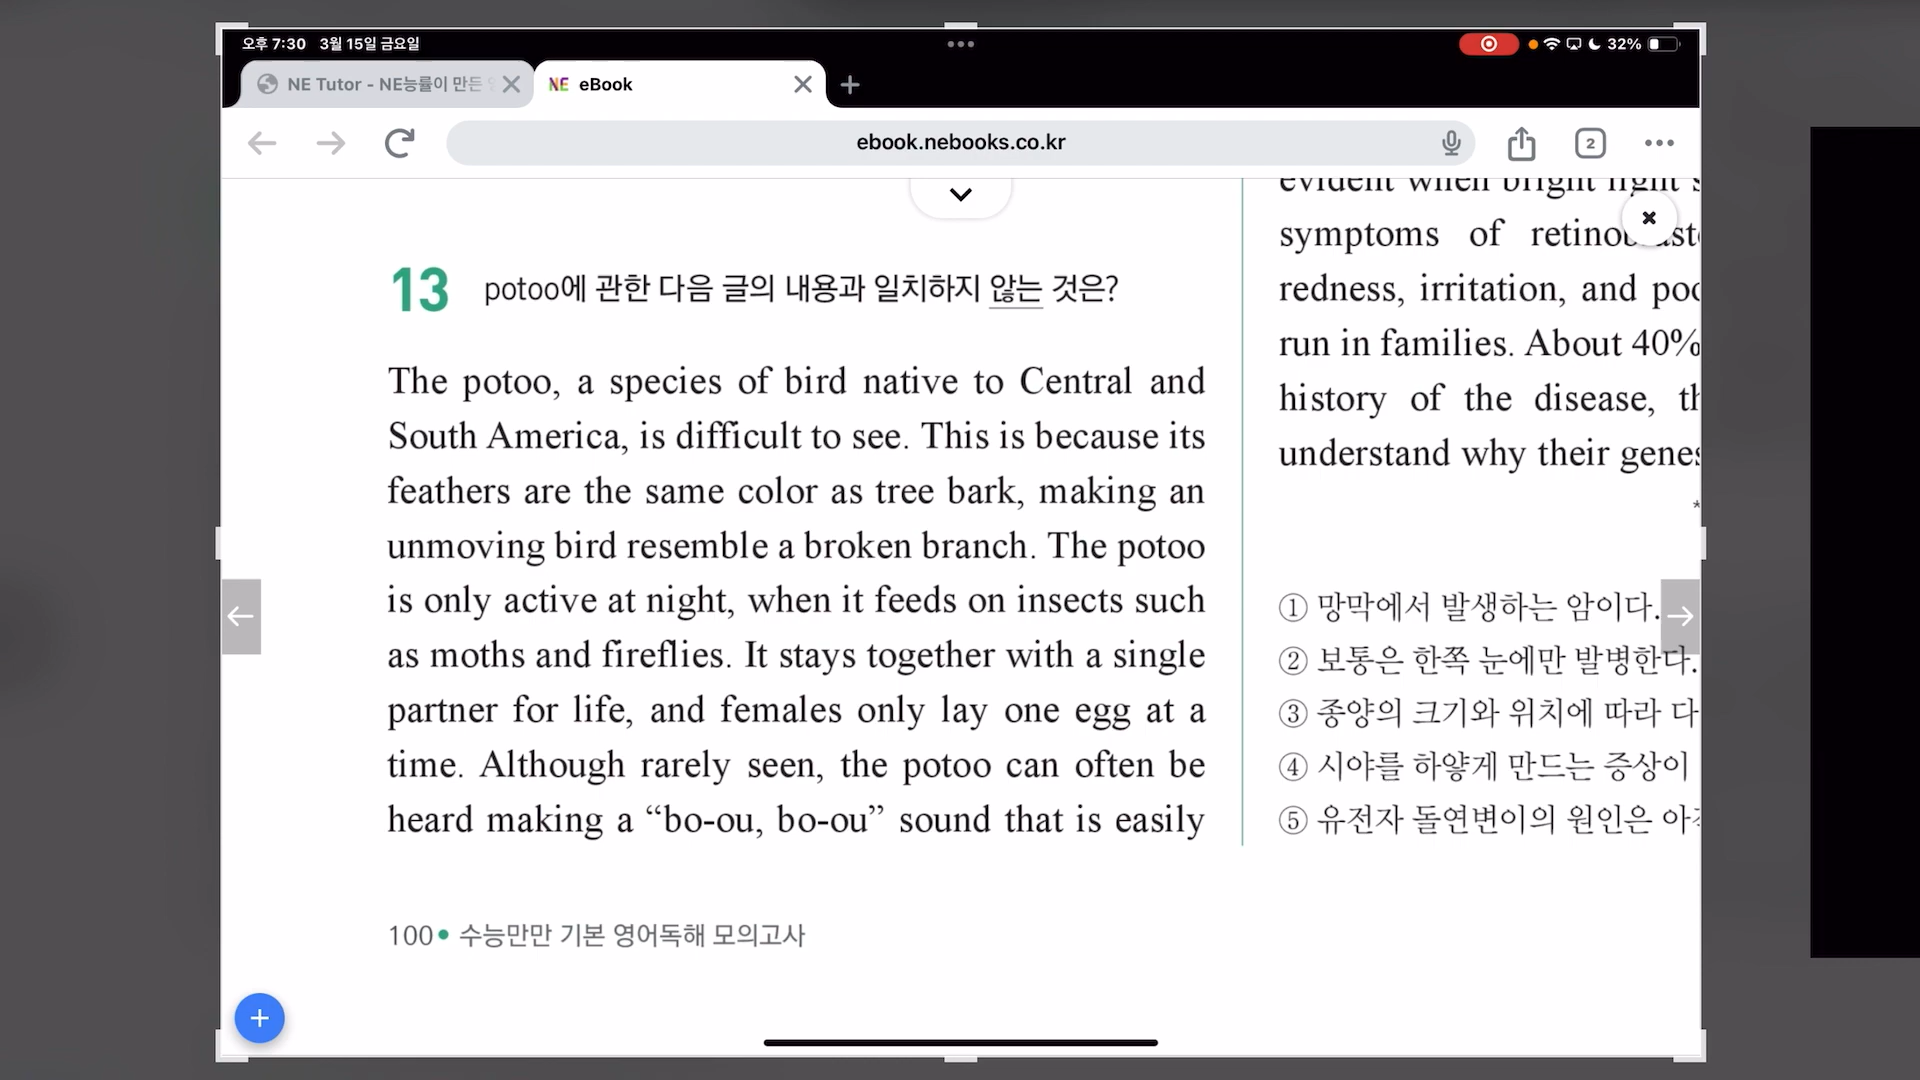 오후 7:30 3월 15일 금요일
32%
NE Tutor - NE능률이 만든
NE eBook
ebook.nebooks.co.kr
2
13 potoo에 관한 다음 글의 내용과 일치하지 않는 것은?
The potoo, a species of bird native to Central and
South America, is difficult to see. This is because its
feathers are the same color as tree bark, making an
unmoving bird resemble a broken branch. The potoo
is only active at night, when it feeds on insects such
as moths and fireflies. It stays together with a single
partner for life, and females only lay one egg at a
time. Although rarely seen, the potoo can often be
heard making a “bo-ou, bo-ou” sound that is easily
100 • 수능만만 기본 영어독해 모의고사
evident when bright light
symptoms of
redness, irritation, and
run in families. About 40%
history of the disease,
understand why their
*
① 망막에서 발생하는 암이다.
② 보통은 한쪽 눈에만 발병한다.
③ 종양의 크기와 위치에 따라 다
④ 시야를 하얗게 만드는 증상이
⑤ 유전자 돌연변이의 원인은